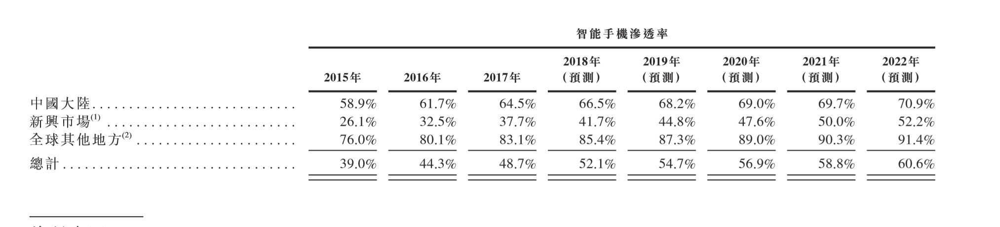 智能手機滲透率
2018年 2019年 2020年 2021年 2022年
2015年 2016年 2017年 (預測) (預測) (預測) (預測) (預測)
中國大陸............................ 58.9% 61.7% 64.5% 66.5% 68.2% 69.0% 69.7% 70.9%
新興市場(1) .......................... 26.1% 32.5% 37.7% 41.7% 44.8% 47.6% 50.0% 52.2%
全球其他地方(2) ...................... 76.0% 80.1% 83.1% 85.4% 87.3% 89.0% 90.3% 91.4%
總計................................ 39.0% 44.3% 48.7% 52.1% 54.7% 56.9% 58.8% 60.6%